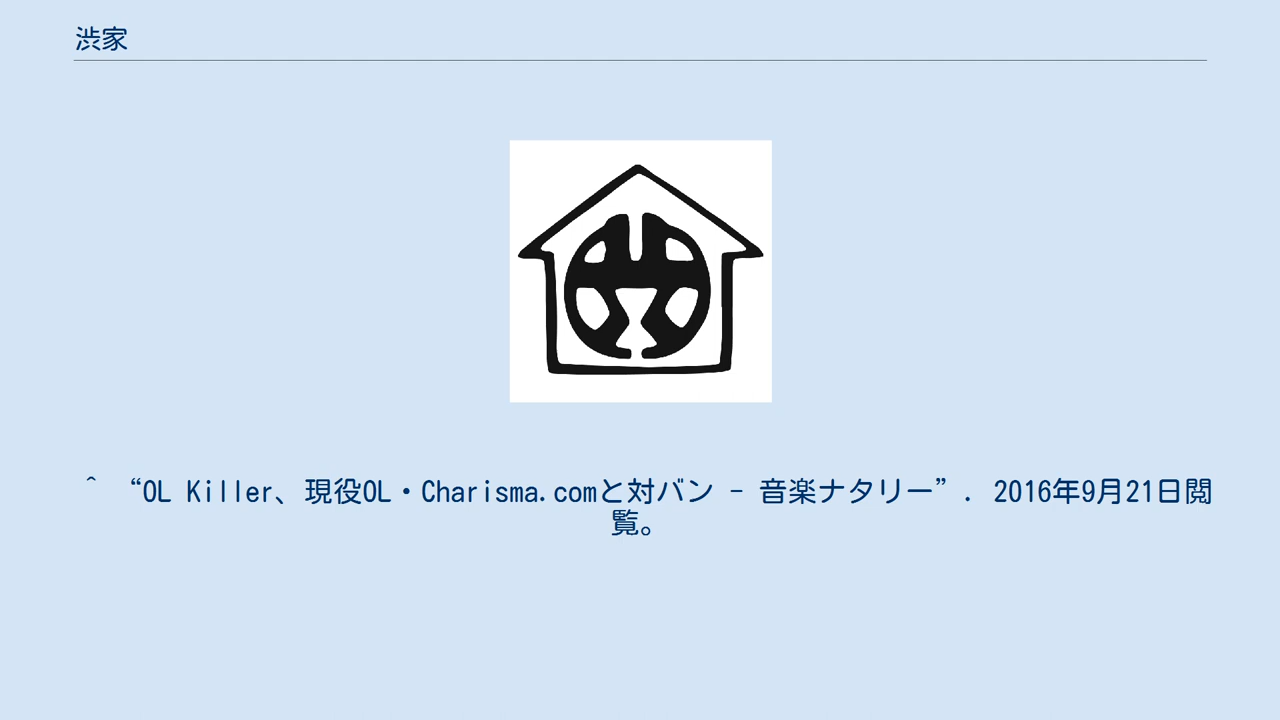 渋家
^ “OL Killer、現役OL・Charisma.comと対バン - 音楽ナタリー”. 2016年9月21日閲
覧。